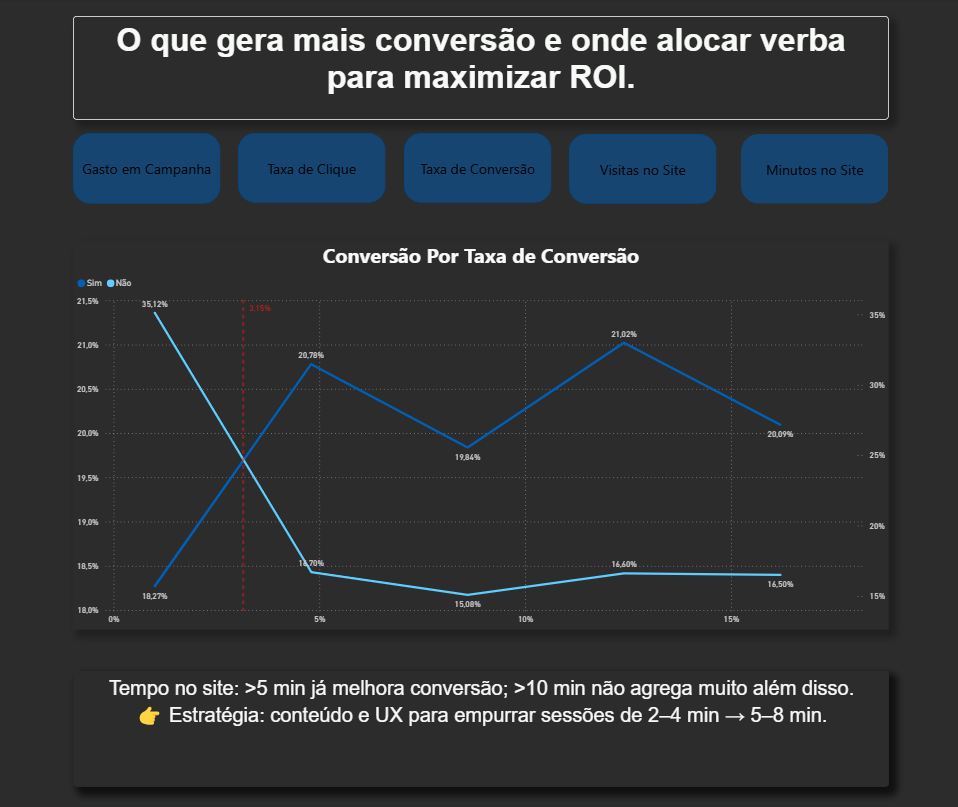 O que gera mais conversão e onde alocar verba
para maximizar ROI.
Gasto em Campanha
Taxa de Clique
Taxa de Conversão
Visitas no Site
Minutos no Site
Conversão Por Taxa de Conversão
Sim Não
21,5%
21,0%
20,5%
20,0%
19,5%
19,0%
18,5%
18,0%
35,12%
3,15%
20,78%
19,84%
21,02%
20,09%
18,27%
16,70%
15,08%
16,60%
16,50%
35%
30%
25%
20%
15%
0%
5%
10%
15%
Tempo no site: >5 min já melhora conversão; >10 min não agrega muito além disso.
👉 Estratégia: conteúdo e UX para empurrar sessões de 2–4 min → 5–8 min.